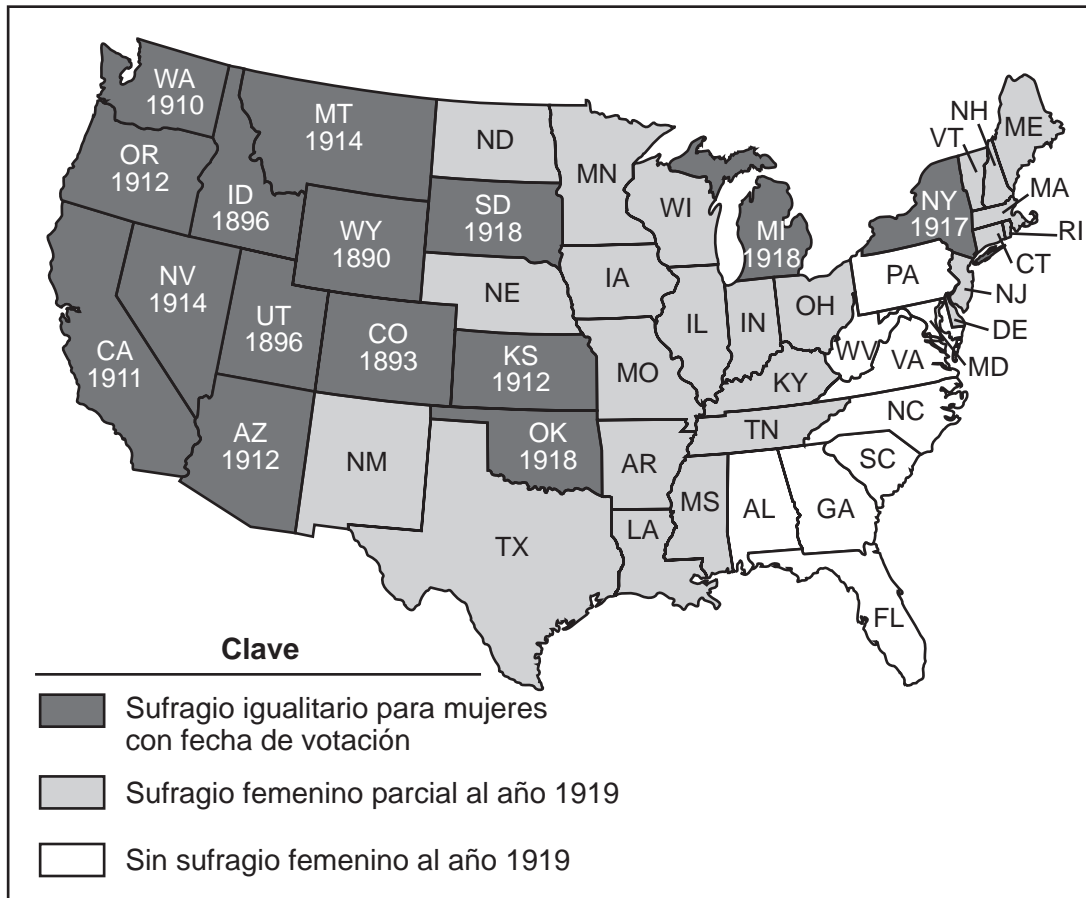 WA
1910
MT
1914
ND
OR
1912
ID
1896
WY
1890
SD
1918
MN
WI
MI
1918
NY
1917
VT
NH
ME
MA
RI
CT
NJ
DE
MD
PA
NV
1914
UT
1896
CO
1893
NE
IA
IL
IN
OH
WV
VA
CA
1911
KS
1912
MO
KY
AZ
1912
NM
OK
1918
AR
TN
NC
SC
TX
LA
MS
AL
GA
FL
Clave
Sufragio igualitario para mujeres
con fecha de votación
Sufragio femenino parcial al año 1919
Sin sufragio femenino al año 1919